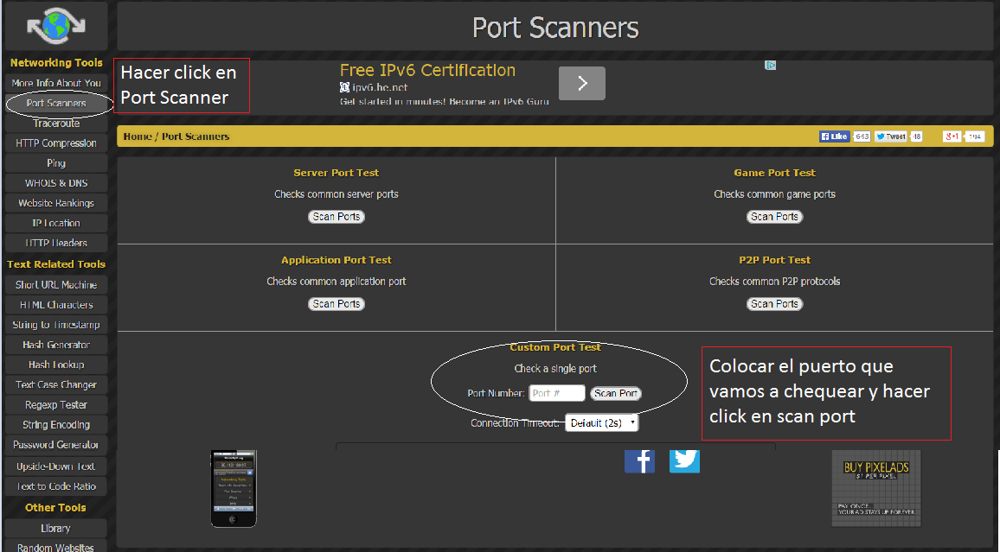 Port Scanners
Networking Tools
More Info About You
Port Scanners
Traceroute
HTTP Compression
Ping
WHOIS & DNS
Website Rankings
IP Location
HTTP Headers
Text Related Tools
Short URL Machine
HTML Characters
String to Timestamp
Hash Generator
Hash Lookup
Text Case Changer
Regexp Tester
String Encoding
Password Generator
Upside-Down Text
Text to Code Ratio
Other Tools
Library
Random Websites
Hacer click en
Port Scanner
Free IPv6 Certification
ipv6.he.net
Get started in minutes! Become an IPv6 Guru
Home / Port Scanners
Like 643 Tweet 48 g+1 194
Server Port Test
Checks common server ports
Scan Ports
Game Port Test
Checks common game ports
Scan Ports
Application Port Test
Checks common application port
Scan Ports
P2P Port Test
Checks common P2P protocols
Scan Ports
Custom Port Test
Check a single port
Port Number: Port # Scan Port
Connection Timeout: Default (2s)
Colocar el puerto que
vamos a chequear y hacer
click en scan port
BUY PIXELADS
$1 PER PIXEL
PAY ONCE...
YOUR AD STAYS UP FOREVER